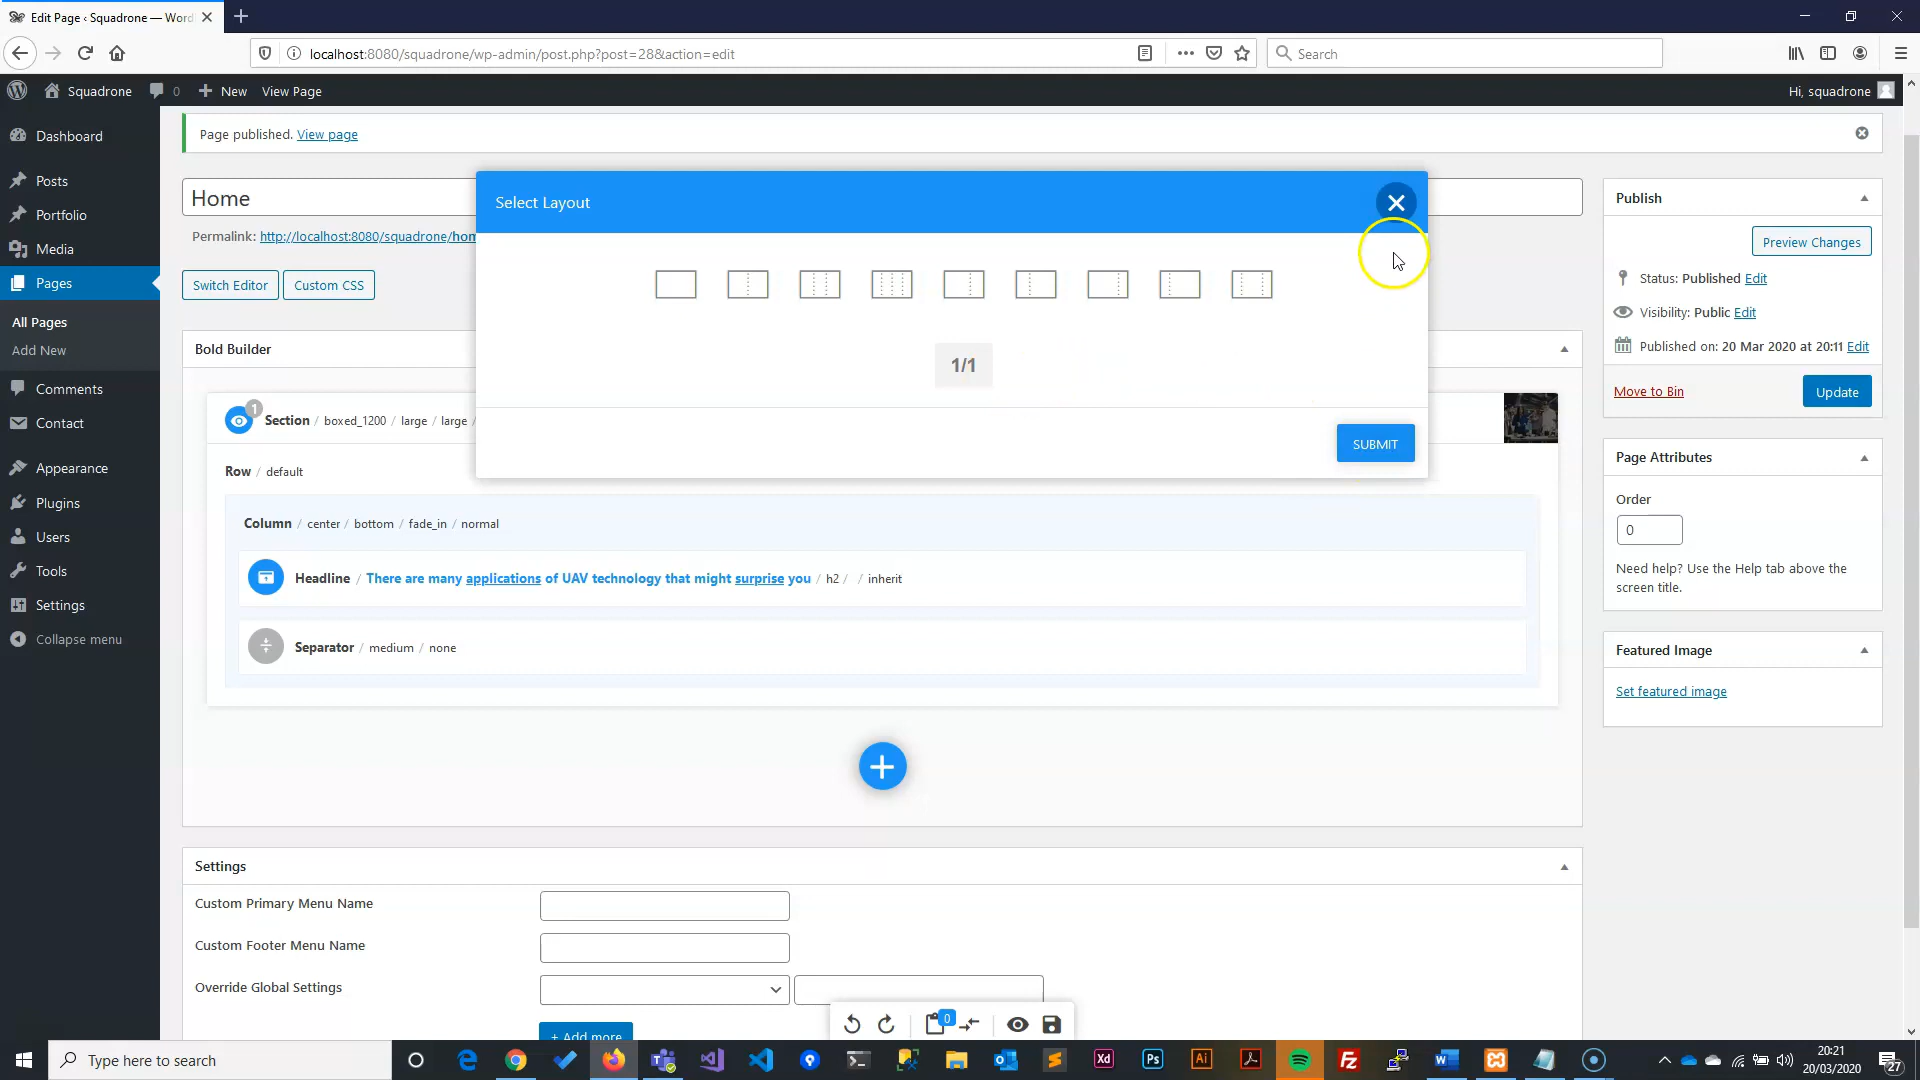 Edit Page ‹ Squadrone — Word
localhost:8080/squadrone/wp-admin/post.php?post=28&action=edit
Search
Squadrone
0
New
View Page
Hi, squadrone
Dashboard
Posts
Portfolio
Media
Pages
All Pages
Add New
Comments
Contact
Appearance
Plugins
Users
Tools
Settings
Collapse menu
Page published. View page
Home
Permalink: http://localhost:8080/squadrone/hom
Switch Editor
Custom CSS
Select Layout
1/1
SUBMIT
Bold Builder
1
Section / boxed_1200 / large / large /
Row / default
Column / center / bottom / fade_in / normal
Headline / There are many applications of UAV technology that might surprise you / h2 / / inherit
Separator / medium / none
Settings
Custom Primary Menu Name
Custom Footer Menu Name
Override Global Settings
+ Add more
0
Publish
Preview Changes
Status: Published Edit
Visibility: Public Edit
Published on: 20 Mar 2020 at 20:11 Edit
Move to Bin
Update
Page Attributes
Order
0
Need help? Use the Help tab above the
screen title.
Featured Image
Set featured image
Type here to search
Xd
Ps
Ai
20:21
20/03/2020
27